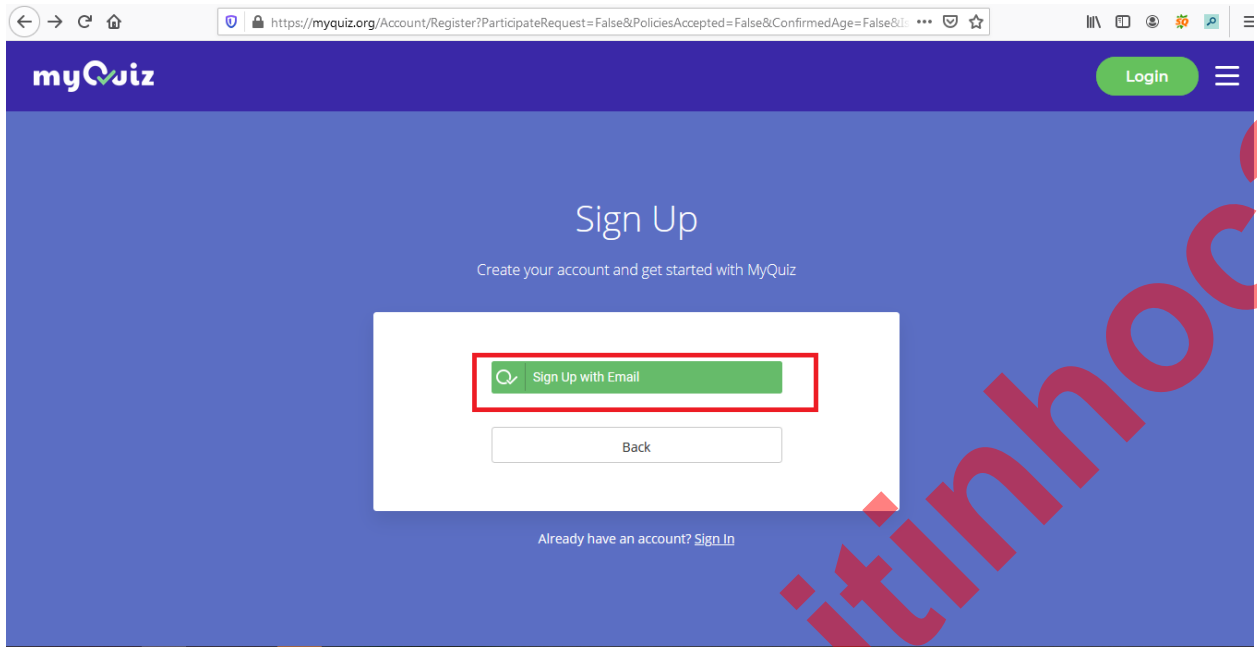 https://myquiz.org/Account/Register?ParticipateRequest=False&PoliciesAccepted=False&ConfirmedAge=False&I
myQuiz
Login
Sign Up
Create your account and get started with MyQuiz
Sign Up with Email
Back
Already have an account? Sign In
itinhoc